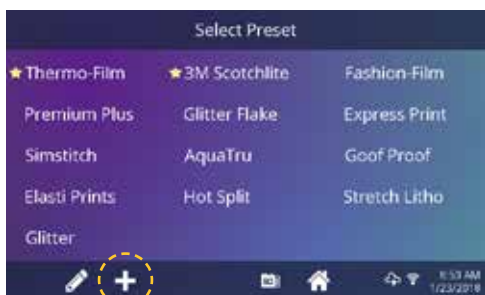 Select Preset
Thermo-Film 3M Scotchlite Fashion-Film
Premium Plus Glitter Flake Express Print
Simstitch AquaTru Goof Proof
Elasti Prints Hot Split Stretch Litho
Glitter
8:53 AM
1/23/2018